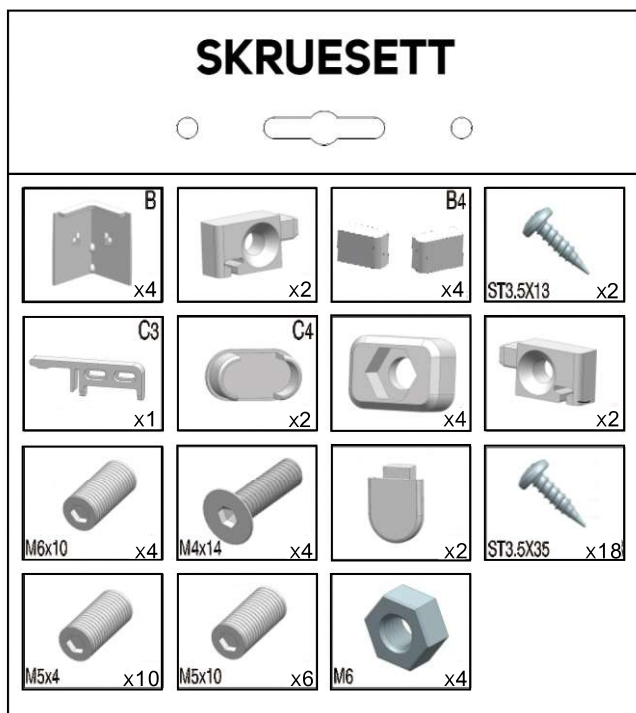 SKRUESETT
B
x4
x2
B4
x4
ST3.5X13 x2
C3
x1
C4
x2
x4
x2
M6x10 x4
M4x14 x4
x2
ST3.5X35 x18
M5x4 x10
M5x10 x6
M6 x4